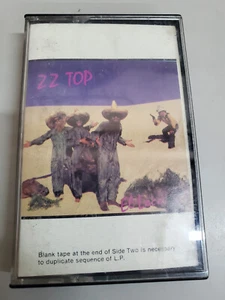 ZZ TOP
Blank tape at the end of Side Two is necessary
to duplicate sequence of L.P.